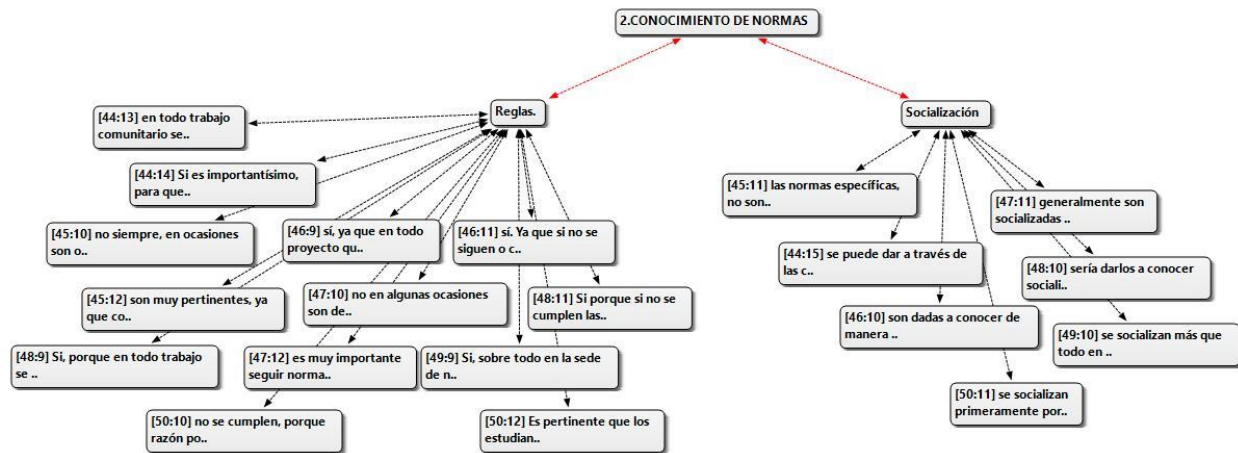 2.CONOCIMIENTO DE NORMAS
Reglas.
Socialización
[44:13] en todo trabajo
comunitario se..
[44:14] Si es importantísimo,
para que..
[45:10] no siempre, en ocasiones
son o..
[46:9] sí, ya que en todo
proyecto qu..
[46:11] sí. Ya que si no se
siguen o c..
[45:12] son muy pertinentes, ya
que co..
[47:10] no en algunas ocasiones
son de..
[48:11] Si porque si no se
cumplen las..
[48:9] Si, porque en todo trabajo
se ..
[47:12] es muy importante
seguir norma..
[49:9] Si, sobre todo en la sede
de n..
[50:10] no se cumplen, porque
razón po..
[50:12] Es pertinente que los
estudian..
[45:11] las normas específicas,
no son..
[47:11] generalmente son
socializadas ..
[44:15] se puede dar a través de
las c..
[48:10] sería darlos a conocer
sociali..
[46:10] son dadas a conocer de
manera ..
[49:10] se socializan más que
todo en ..
[50:11] se socializan
primeramente por..